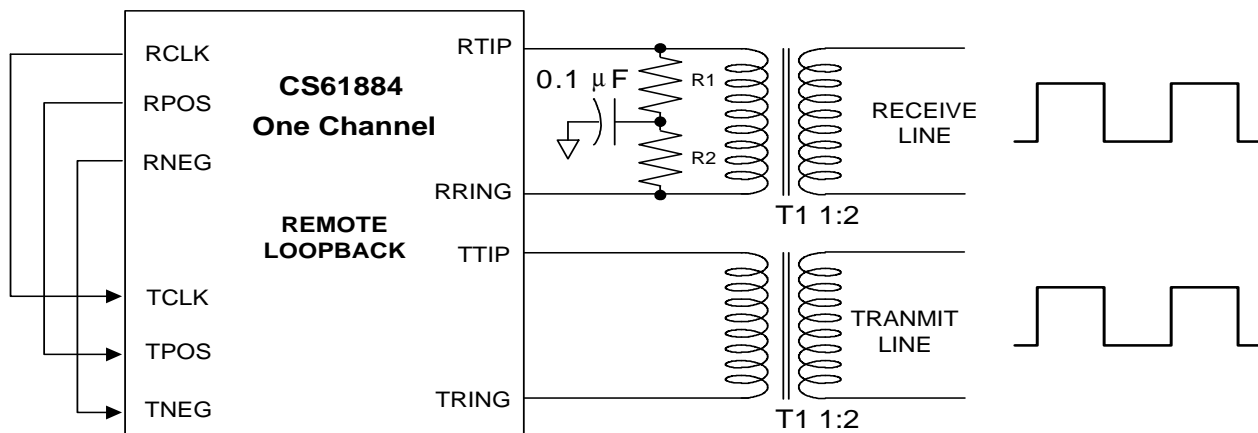 RCLK
RPOS
RNEG
CS61884
One Channel
REMOTE
LOOPBACK
TCLK
TPOS
TNEG
RTIP
RRING
TTIP
TRING
0.1 μF
R1
R2
RECEIVE
LINE
T1 1:2
TRANMIT
LINE
T1 1:2